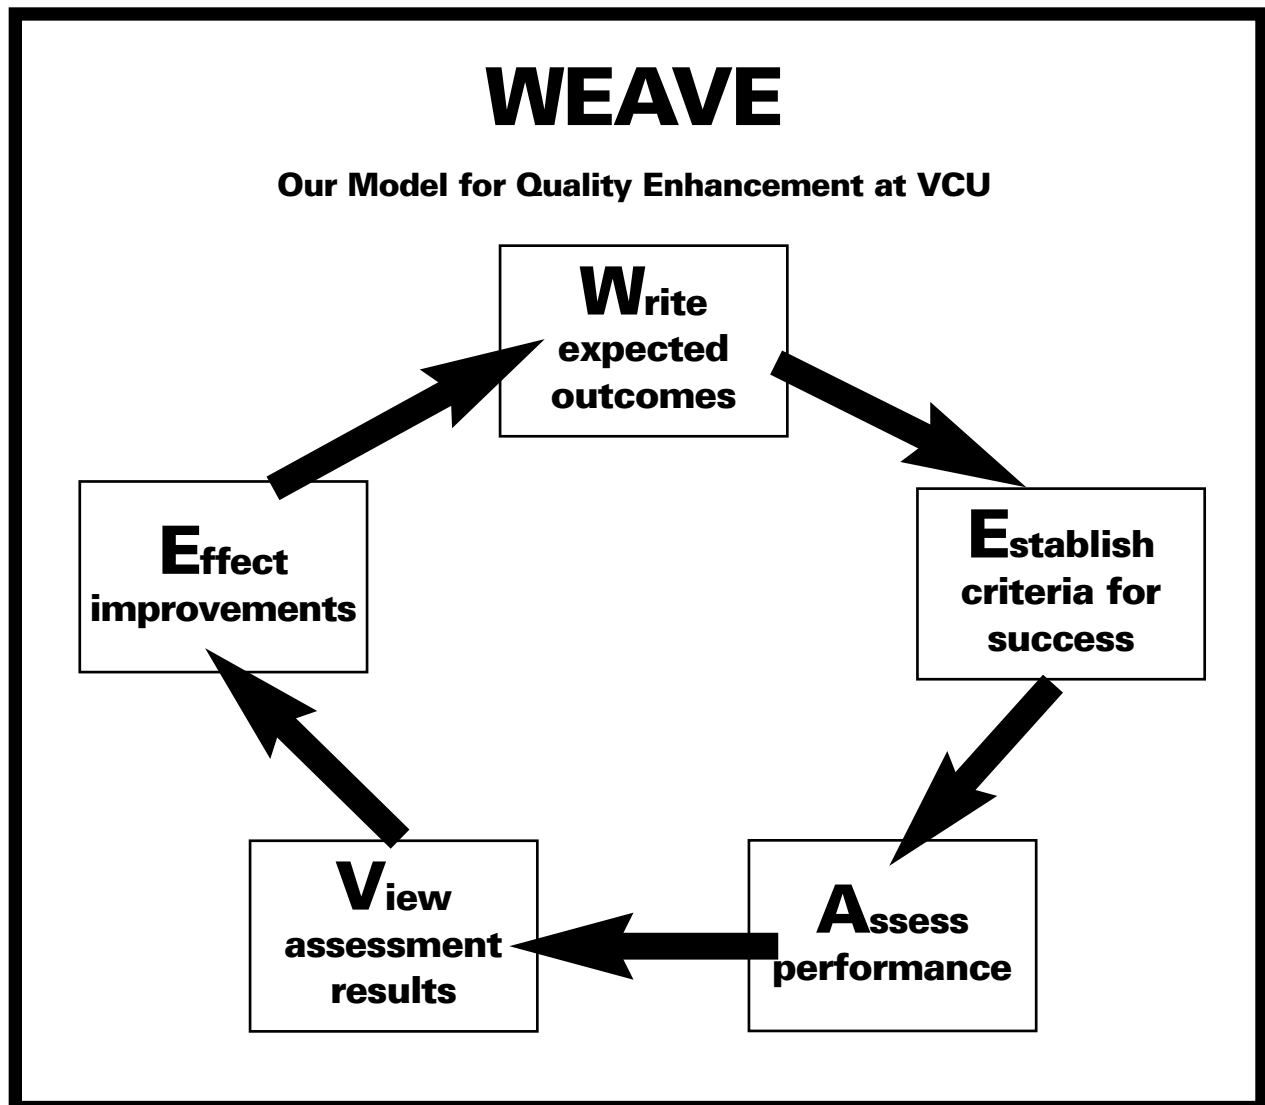 WEAVE
Our Model for Quality Enhancement at VCU
Write
expected
outcomes
Establish
criteria for
success
Assess
performance
View
assessment
results
Effect
improvements